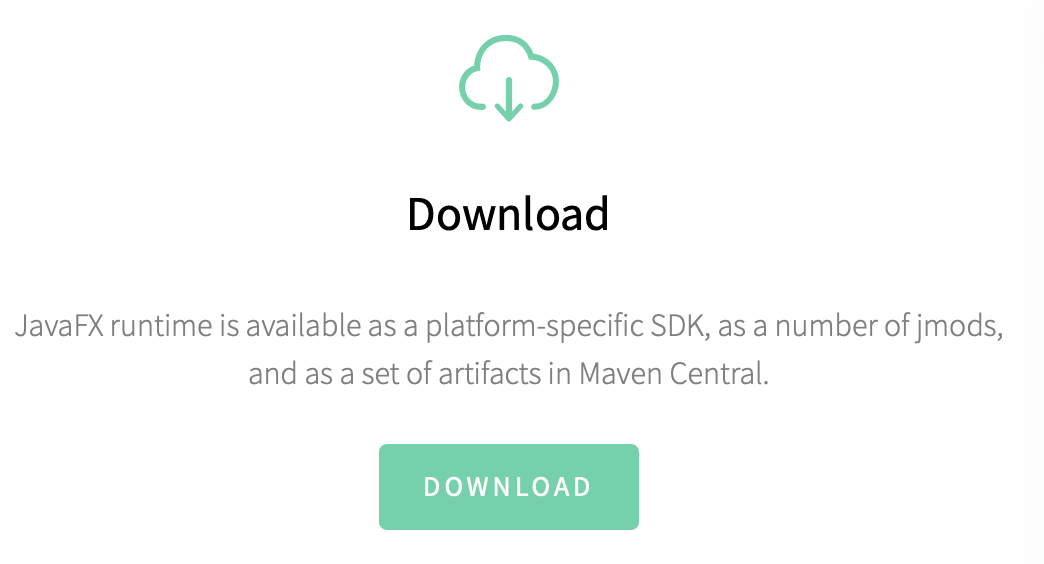 Download
JavaFX runtime is available as a platform-specific SDK, as a number of jmods,
and as a set of artifacts in Maven Central.
DOWNLOAD